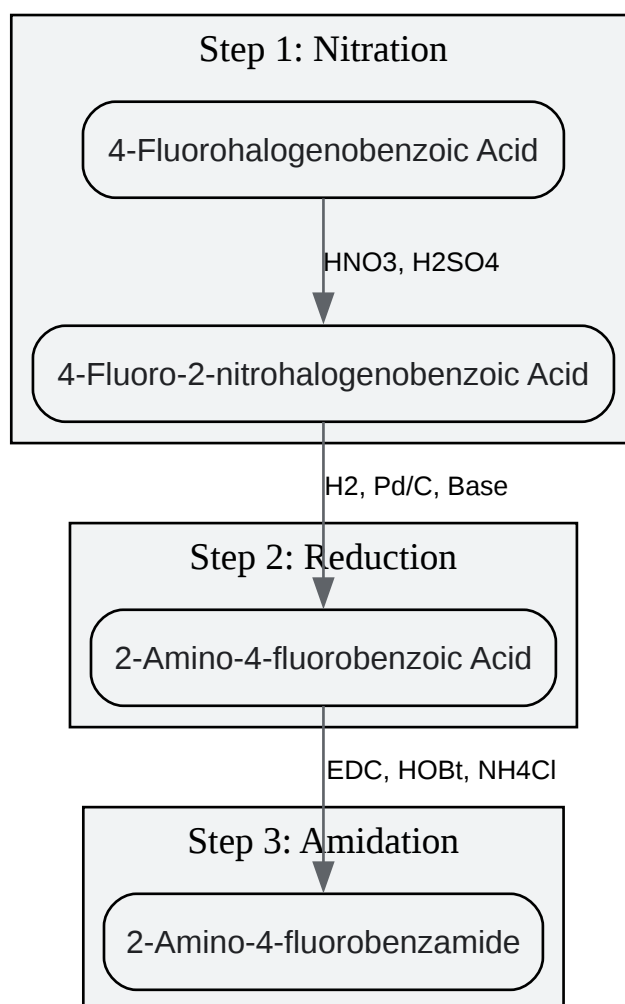 Step 1: Nitration
4-Fluorohalogenobenzoic Acid
HNO3, H2SO4
4-Fluoro-2-nitrohalogenobenzoic Acid
H2, Pd/C, Base
Step 2: Reduction
2-Amino-4-fluorobenzoic Acid
EDC, HOBt, NH4Cl
Step 3: Amidation
2-Amino-4-fluorobenzamide